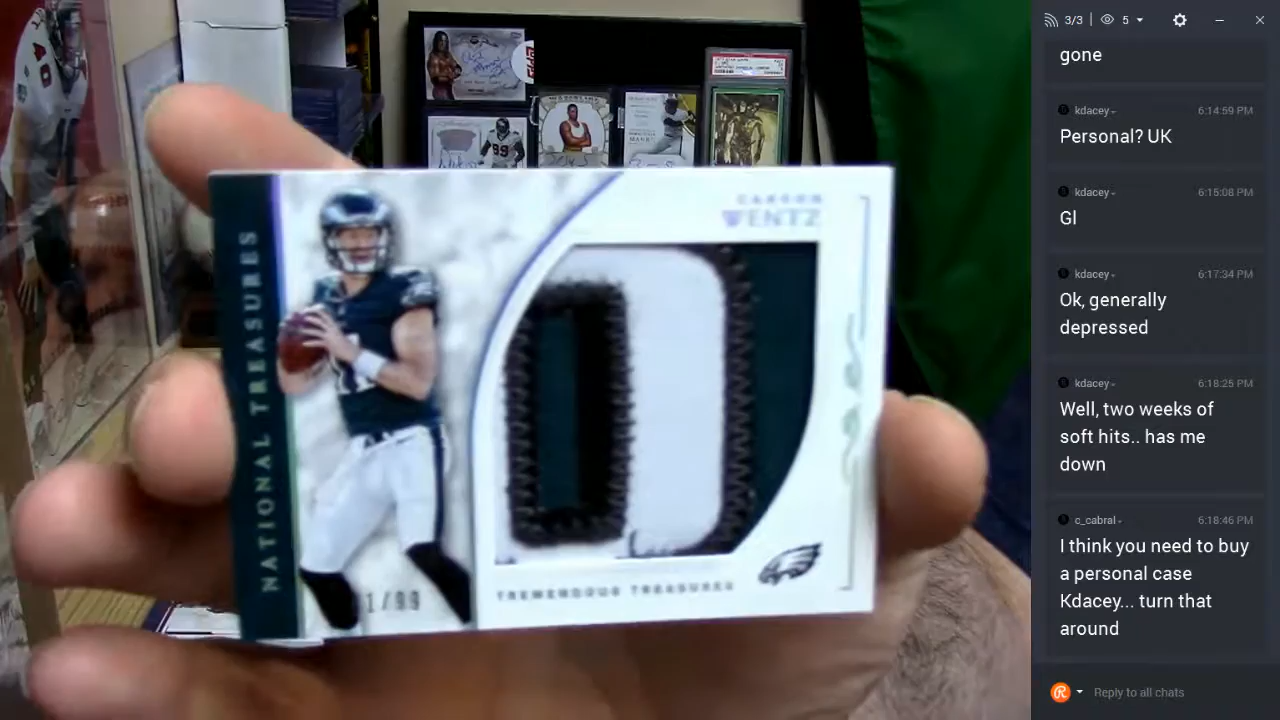 NATIONAL TREASURES
CARSON
WENTZ
TREMENDOUS TREASURES
1/99
99
3/3
5
gone
kdacey
6:14:59 PM
Personal? UK
kdacey
6:15:08 PM
Gl
kdacey
6:17:34 PM
Ok, generally
depressed
kdacey
6:18:25 PM
Well, two weeks of
soft hits.. has me
down
c_cabral
6:18:46 PM
I think you need to buy
a personal case
Kdacey... turn that
around
Reply to all chats